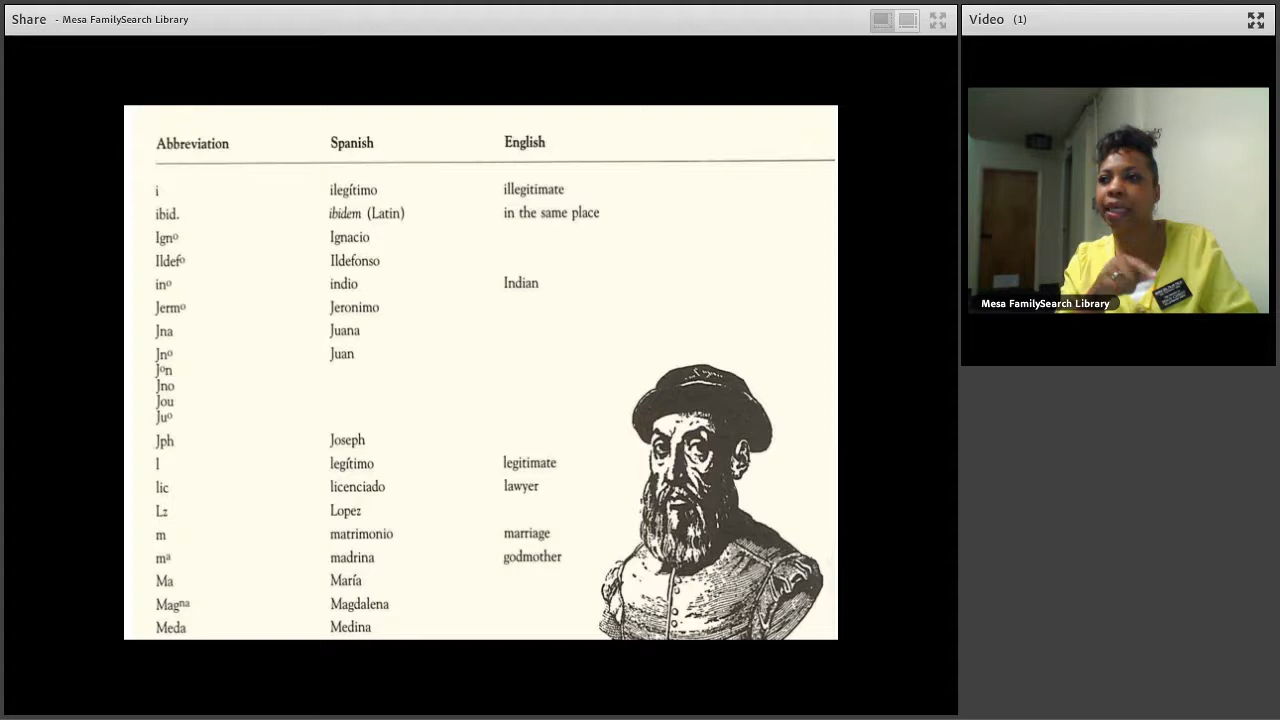 Share - Mesa FamilySearch Library
Video (1)
Abbreviation Spanish English
i ilegítimo illegitimate
ibid. ibidem (Latin) in the same place
Ignº Ignacio
Ildefº Ildefonso
inº indio Indian
Jermº Jeronimo
Jna Juana
Jnº Juan
Jºn
Jno
Jou
Juº
Jph Joseph
l legítimo legitimate
lic licenciado lawyer
Lz Lopez
m matrimonio marriage
mª madrina godmother
Ma María
Magⁿª Magdalena
Meda Medina
Mesa FamilySearch Library